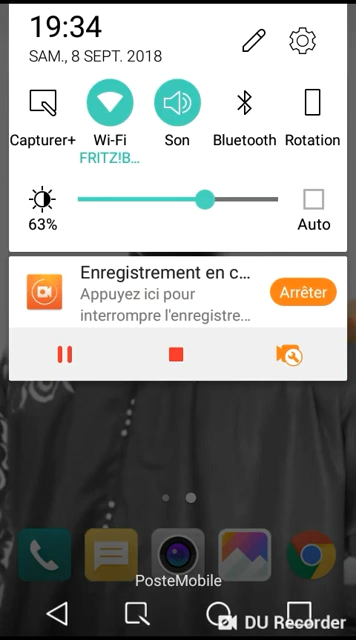 19:34
SAM., 8 SEPT. 2018
Capturer+ Wi-Fi Son Bluetooth Rotation
FRITZ!B...
63% Auto
Enregistrement en c...
Appuyez ici pour
interrompre l'enregistre...
Arrêter
PosteMobile
DU Recorder